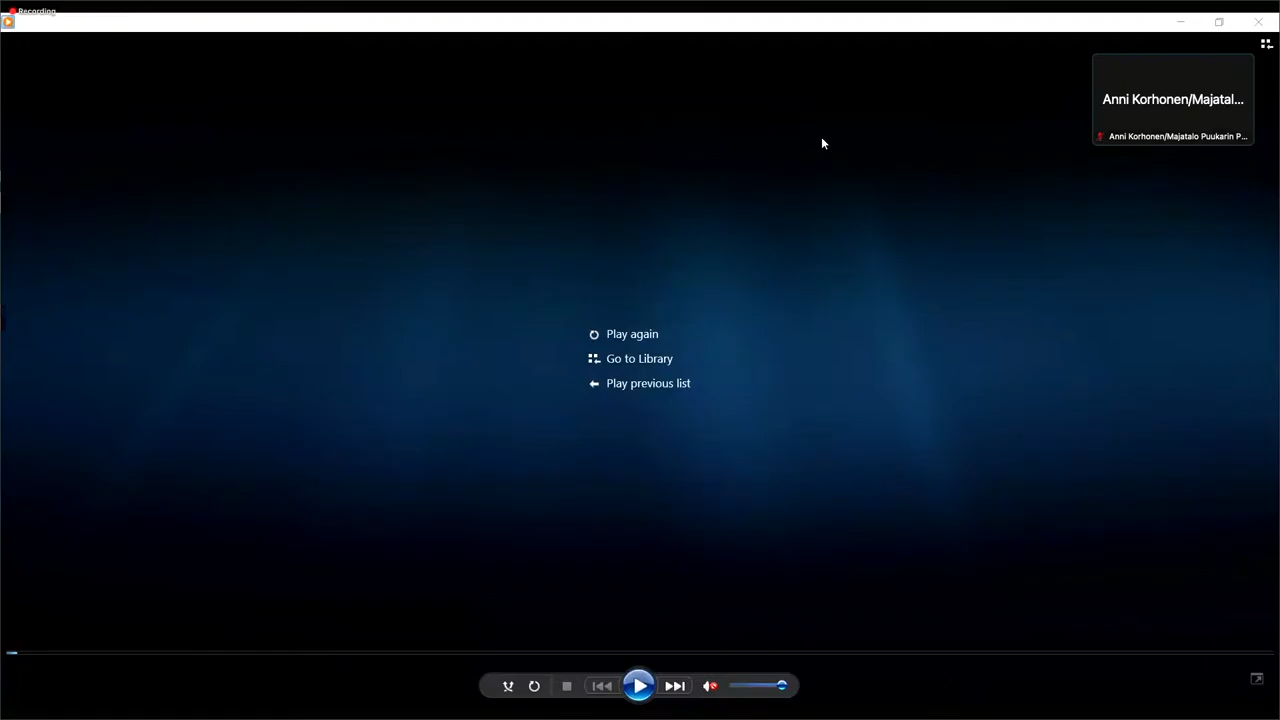 Recording
Anni Korhonen/Majatal...
Anni Korhonen/Majatalo Puukarin P...
Play again
Go to Library
Play previous list